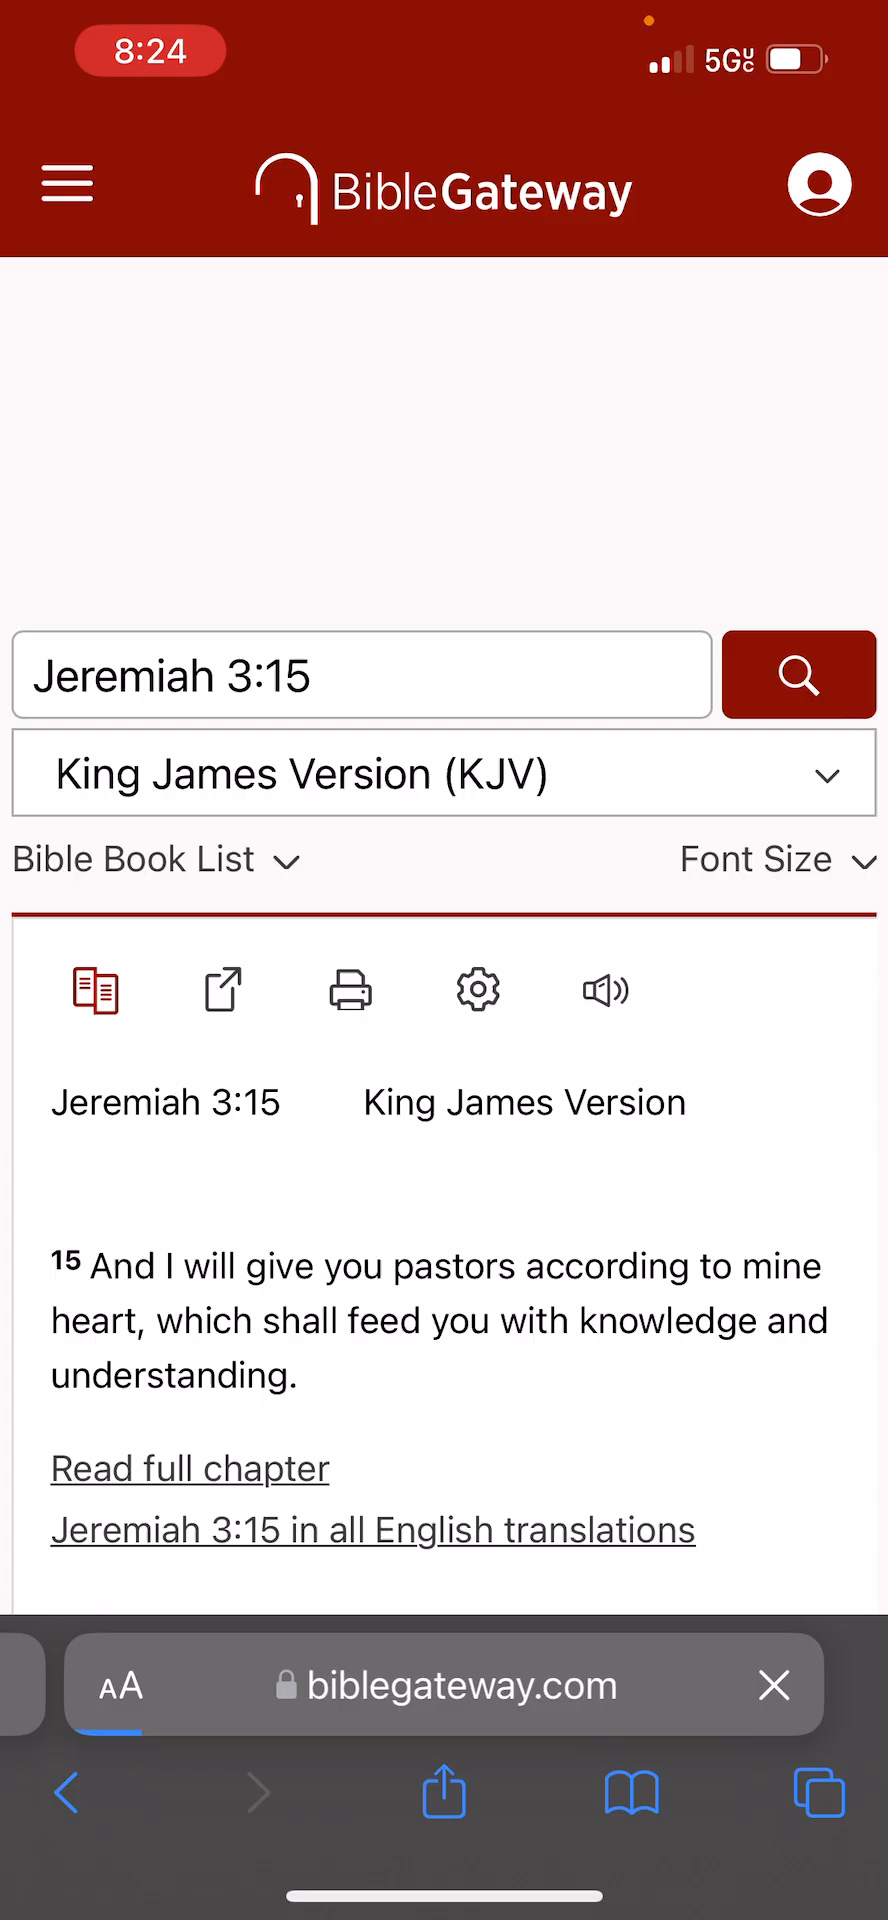 8:24
5GUC
BibleGateway
Jeremiah 3:15
King James Version (KJV)
Bible Book List
Font Size
Jeremiah 3:15 King James Version
15 And I will give you pastors according to mine
heart, which shall feed you with knowledge and
understanding.
Read full chapter
Jeremiah 3:15 in all English translations
AA biblegateway.com